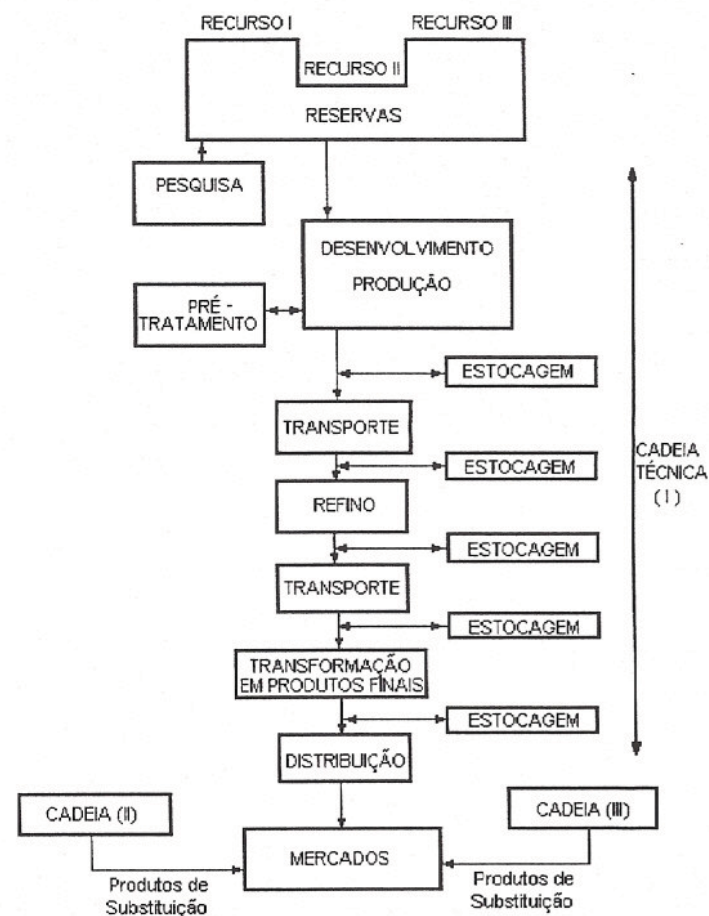 RECURSO I
RECURSO III
RECURSO II
RESERVAS
PESQUISA
DESENVOLVIMENTO
PRODUÇÃO
PRÉ -
TRATAMENTO
ESTOCAGEM
TRANSPORTE
ESTOCAGEM
CADEIA
TÉCNICA
( I )
REFINO
ESTOCAGEM
TRANSPORTE
ESTOCAGEM
TRANSFORMAÇÃO
EM PRODUTOS FINAIS
ESTOCAGEM
DISTRIBUIÇÃO
CADEIA (II)
CADEIA (III)
MERCADOS
Produtos de
Substituição
Produtos de
Substituição